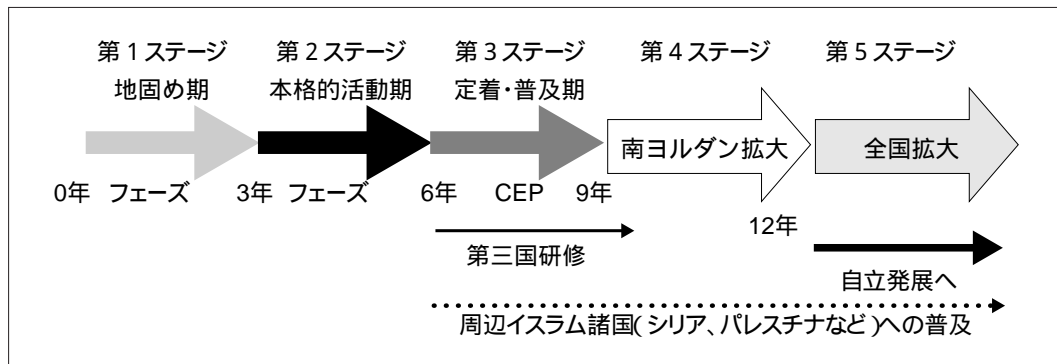 第1ステージ 第2ステージ 第3ステージ 第4ステージ 第5ステージ
地固め期 本格的活動期 定着・普及期
南ヨルダン拡大 全国拡大
0年 フェーズ 3年 フェーズ 6年 CEP 9年
12年
第三国研修
自立発展へ
周辺イスラム諸国(シリア、パレスチナなど)への普及